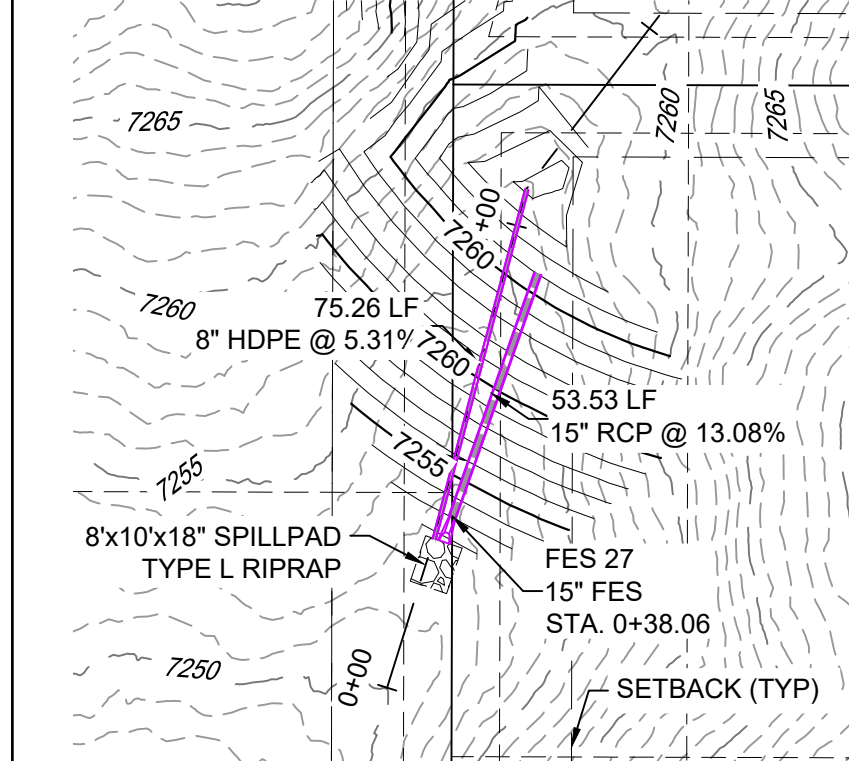 7265
7260
7265
+00
7260
7260
75.26 LF
8" HDPE @ 5.31%
7260
53.53 LF
15" RCP @ 13.08%
7255
7255
8'x10'x18" SPILLPAD
TYPE L RIPRAP
FES 27
15" FES
STA. 0+38.06
7250
0+00
SETBACK (TYP)